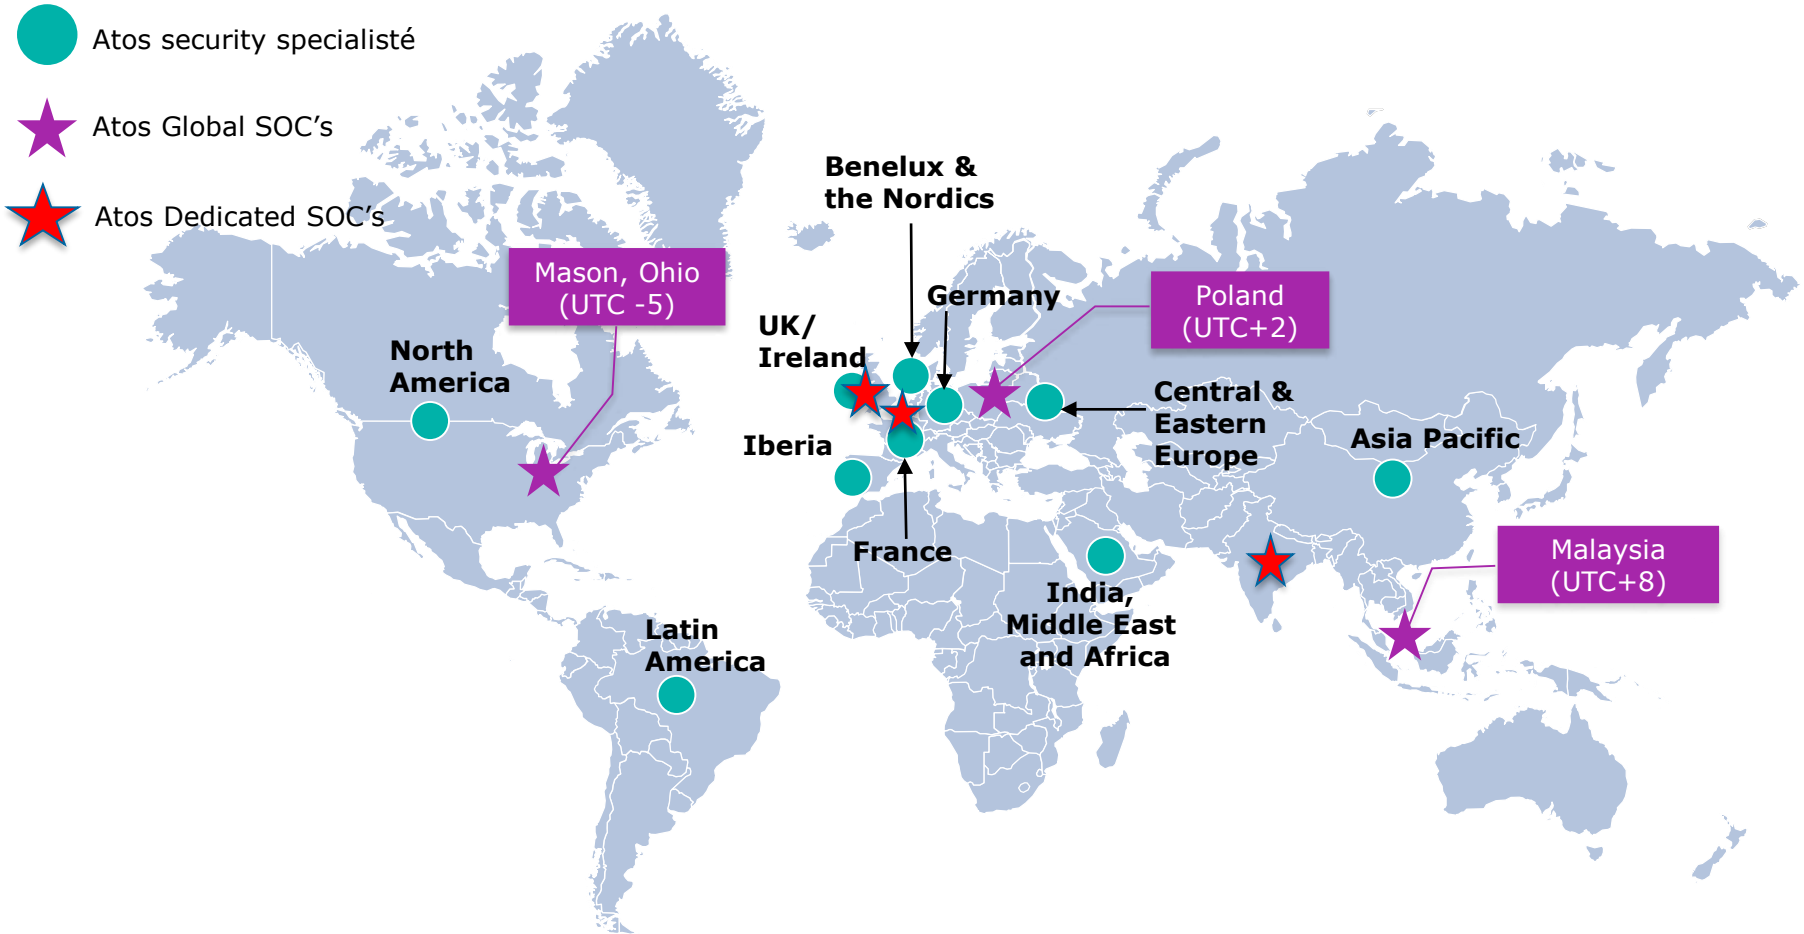 Atos security specialisté
Atos Global SOC's
Atos Dedicated SOC's
Benelux &
the Nordics
Mason, Ohio
(UTC -5)
Germany
Poland
(UTC+2)
UK/
Ireland
North
America
Central &
Eastern
Europe
Iberia
Asia Pacific
France
Malaysia
(UTC+8)
India,
Middle East
and Africa
Latin
America